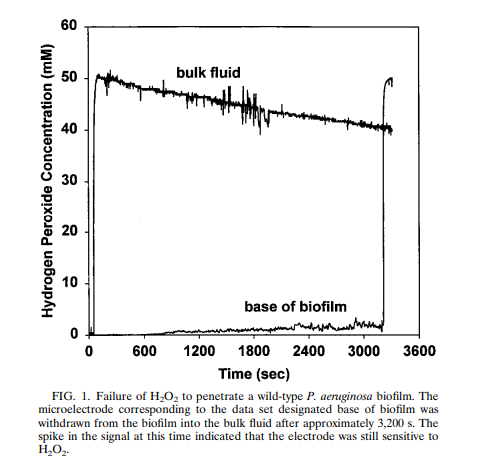 Hydrogen Peroxide Concentration (mM)
60
50
40
30
20
10
0
bulk fluid
base of biofilm
0 600 1200 1800 2400 3000 3600
Time (sec)
FIG. 1. Failure of H₂O₂ to penetrate a wild-type P. aeruginosa biofilm. The
microelectrode corresponding to the data set designated base of biofilm was
withdrawn from the biofilm into the bulk fluid after approximately 3,200 s. The
spike in the signal at this time indicated that the electrode was still sensitive to
H₂O₂.